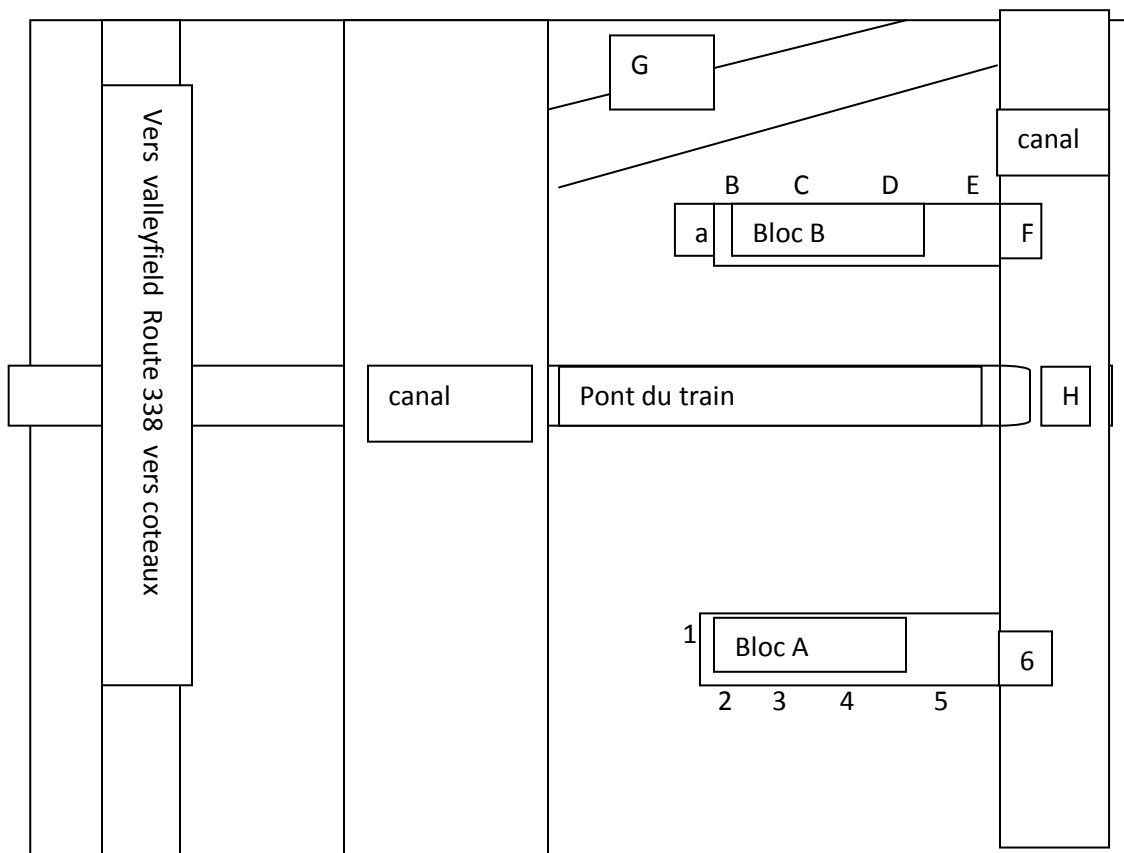 G
canal
B C D E
a
Bloc B
F
Vers valleyfield Route 338 vers coteaux
canal
Pont du train
H
1
Bloc A
6
2 3 4 5